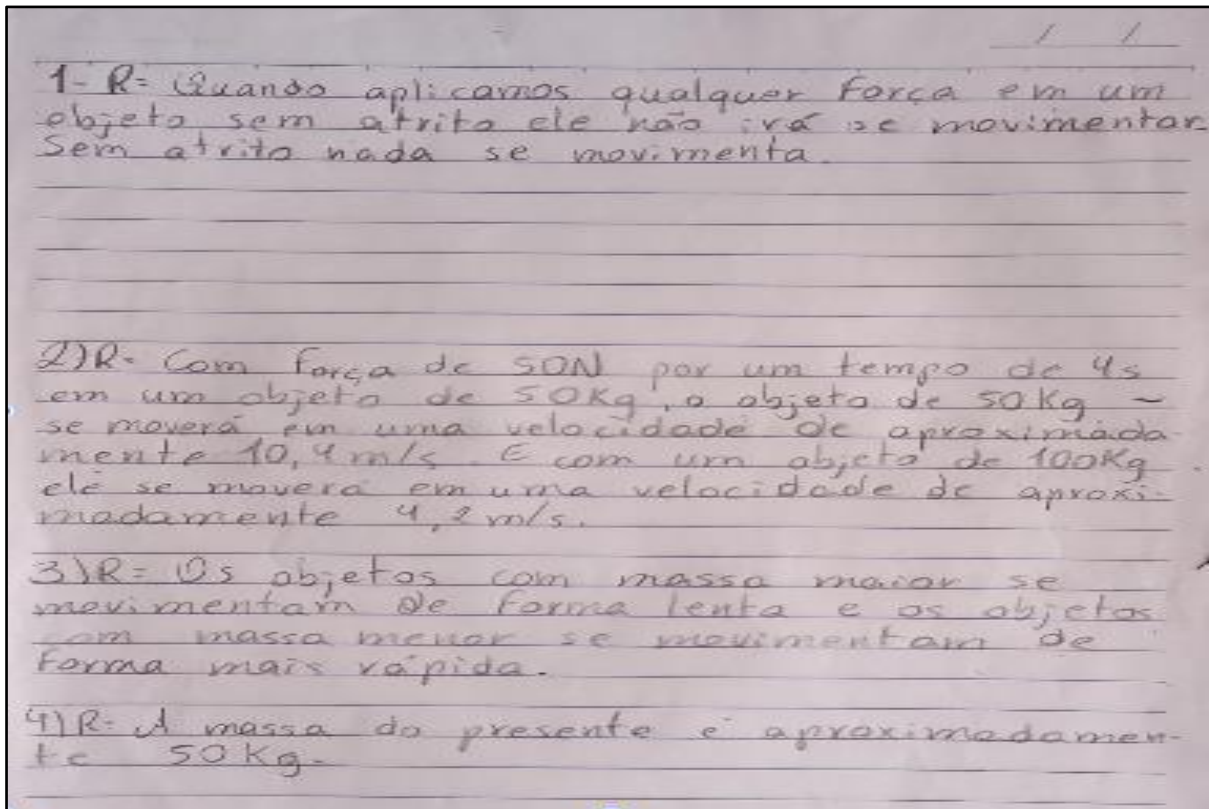 / /
1- R= Quando aplicamos qualquer força em um
objeto sem atrito ele não irá se movimentar.
Sem atrito nada se movimenta.
2)R- Com força de 50N por um tempo de 4s
em um objeto de 50Kg, o objeto de 50Kg -
se moverá em uma velocidade de aproximada
mente 10,4m/s. E com um objeto de 100Kg
ele se moverá em uma velocidade de aproxi-
madamente 4,2m/s.
3)R= Os objetos com massa maior se
movimentam de forma lenta e os objetos
com massa menor se movimentam de
forma mais rápida.
4)R- A massa do presente é aproximadamen-
te 50Kg.